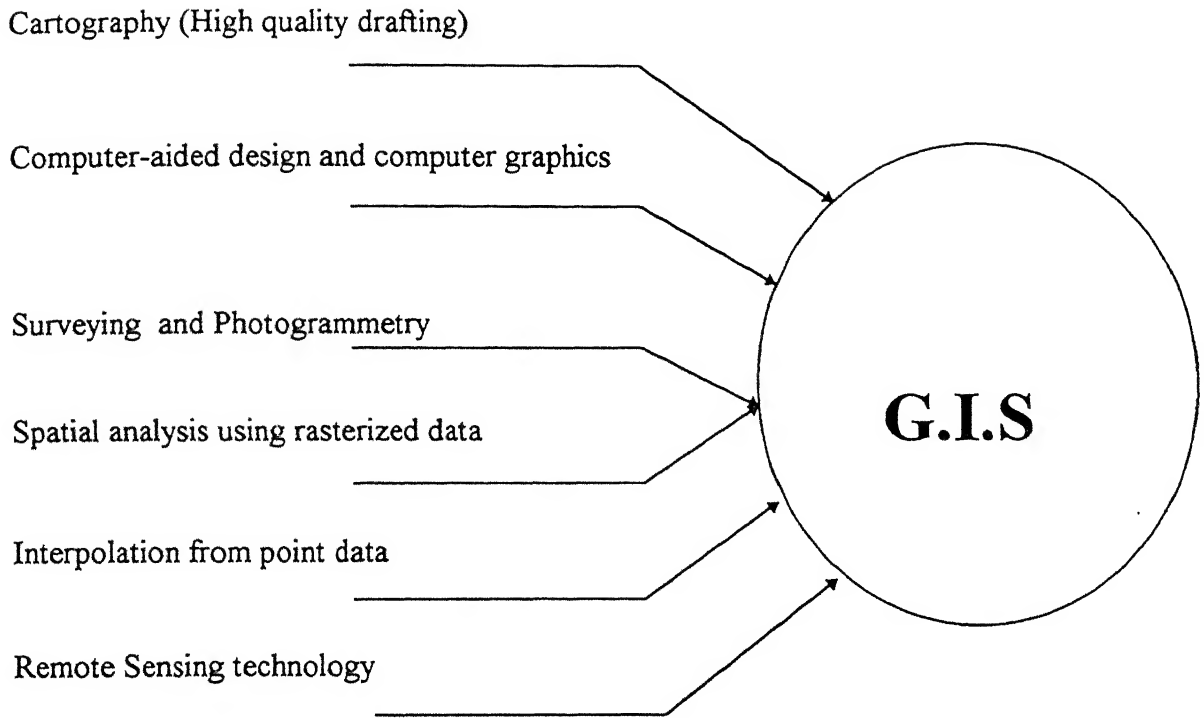 Cartography (High quality drafting)
Computer-aided design and computer graphics
Surveying and Photogrammetry
Spatial analysis using rasterized data
G.I.S
Interpolation from point data
Remote Sensing technology